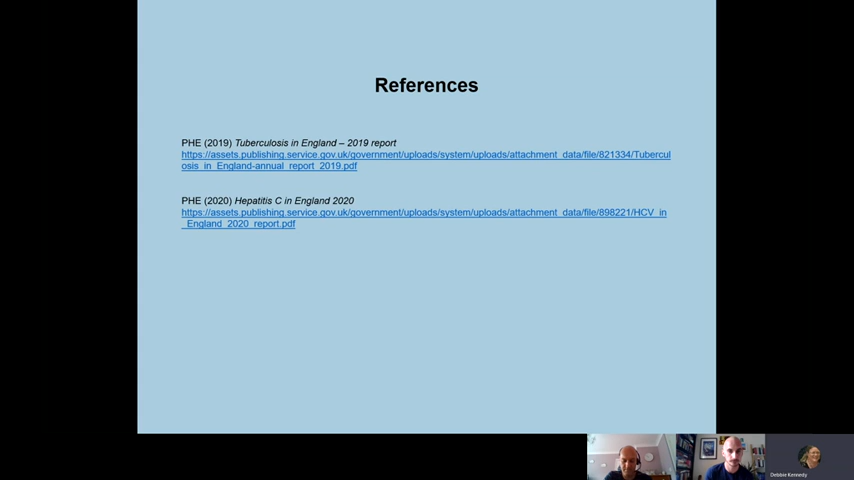 References
PHE (2019) Tuberculosis in England – 2019 report
https://assets.publishing.service.gov.uk/government/uploads/system/uploads/attachment_data/file/821334/Tubercul
osis_in_England-annual_report_2019.pdf
PHE (2020) Hepatitis C in England 2020
https://assets.publishing.service.gov.uk/government/uploads/system/uploads/attachment_data/file/898221/HCV_in
_England_2020_report.pdf
Debbie Kennedy